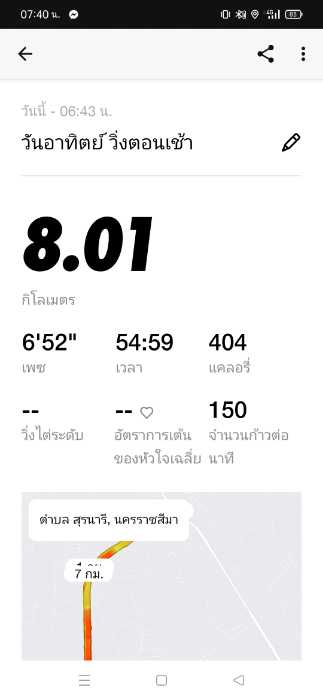 07:40 น.
61
วันนี้ - 06:43 น.
วันอาทิตย์ วิ่งตอนเช้า
8.01
กิโลเมตร
6'52" 54:59 404
เพซ เวลา แคลอรี่
-- -- 150
วิ่งไต่ระดับ อัตราการเต้นของหัวใจเฉลี่ย จำนวนก้าวต่อนาที
ตำบล สุรนารี, นครราชสีมา
7 กม.